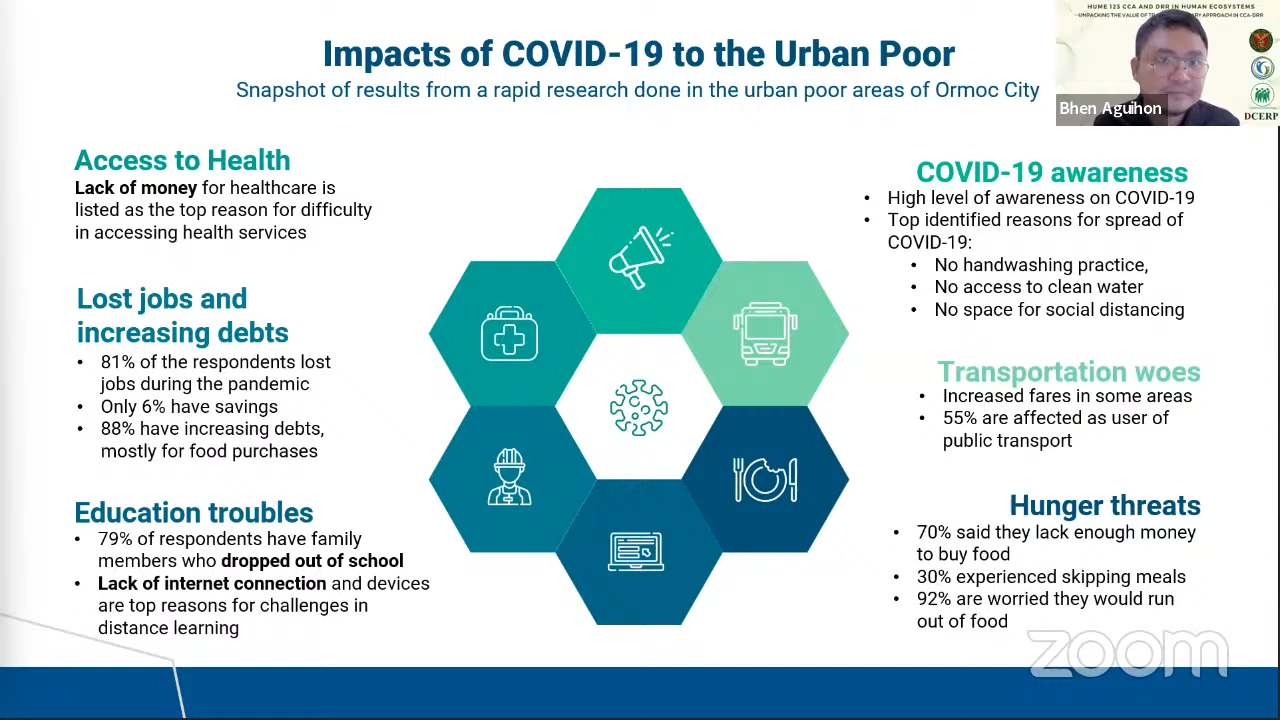 HUME 123 CCA AND DRR IN HUMAN ECOSYSTEMS
Impacts of COVID-19 to the Urban Poor
Snapshot of results from a rapid research done in the urban poor areas of Ormoc City
Bhen Aguihon
DCERP
Access to Health
Lack of money for healthcare is
listed as the top reason for difficulty
in accessing health services
Lost jobs and
increasing debts
• 81% of the respondents lost
jobs during the pandemic
• Only 6% have savings
• 88% have increasing debts,
mostly for food purchases
Education troubles
• 79% of respondents have family
members who dropped out of school
• Lack of internet connection and devices
are top reasons for challenges in
distance learning
COVID-19 awareness
• High level of awareness on COVID-19
• Top identified reasons for spread of
COVID-19:
• No handwashing practice,
• No access to clean water
• No space for social distancing
Transportation woes
• Increased fares in some areas
• 55% are affected as user of
public transport
Hunger threats
• 70% said they lack enough money
to buy food
• 30% experienced skipping meals
• 92% are worried they would run
out of food
zoom